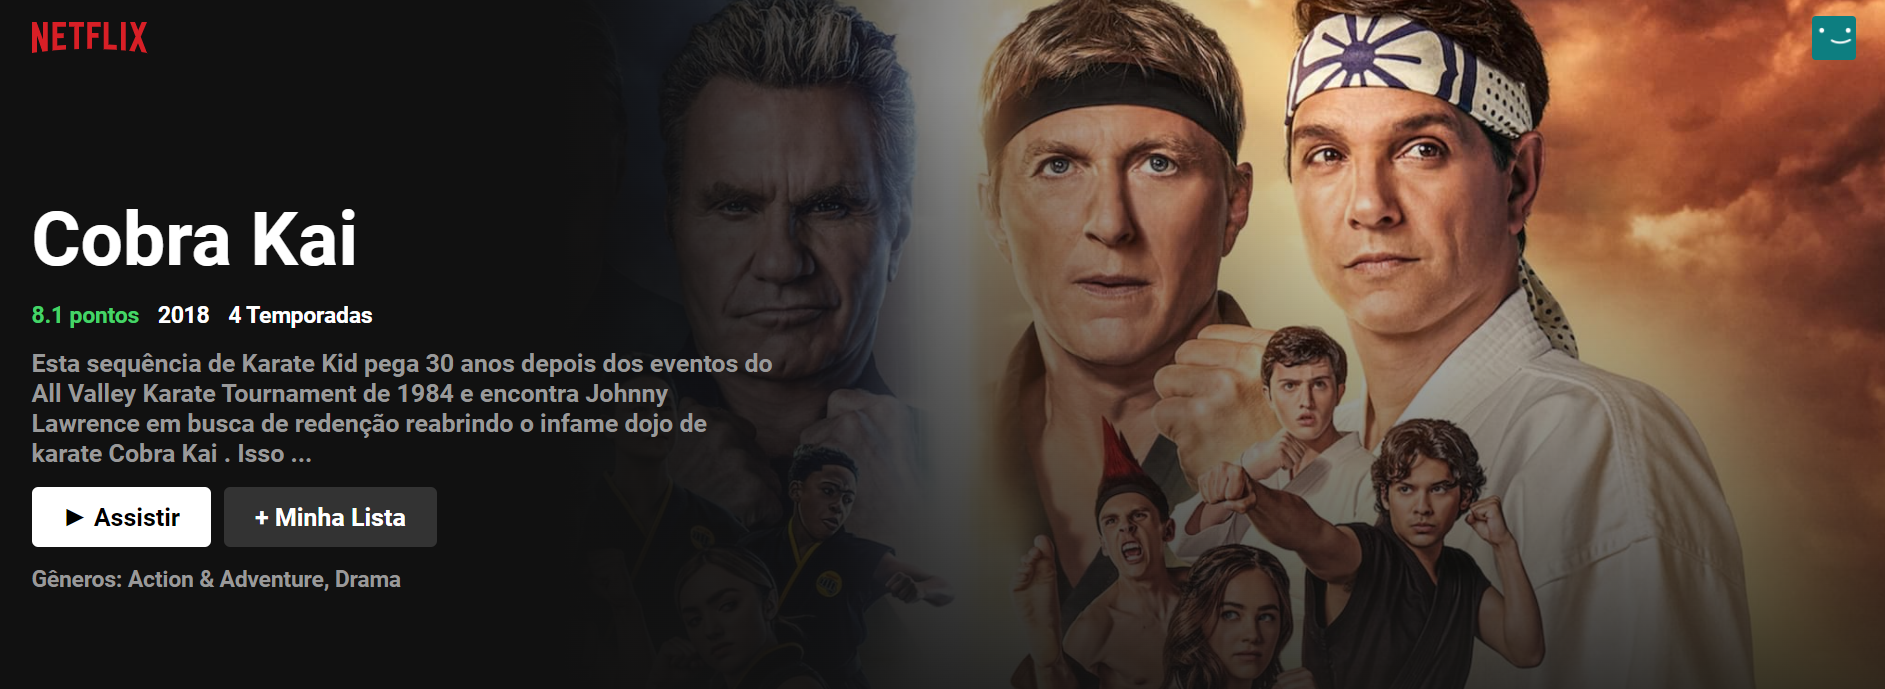 NETFLIX
Cobra Kai
8.1 pontos 2018 4 Temporadas
Esta sequência de Karate Kid pega 30 anos depois dos eventos do
All Valley Karate Tournament de 1984 e encontra Johnny
Lawrence em busca de redenção reabrindo o infame dojo de
karate Cobra Kai . Isso ...
► Assistir
+ Minha Lista
Gêneros: Action & Adventure, Drama